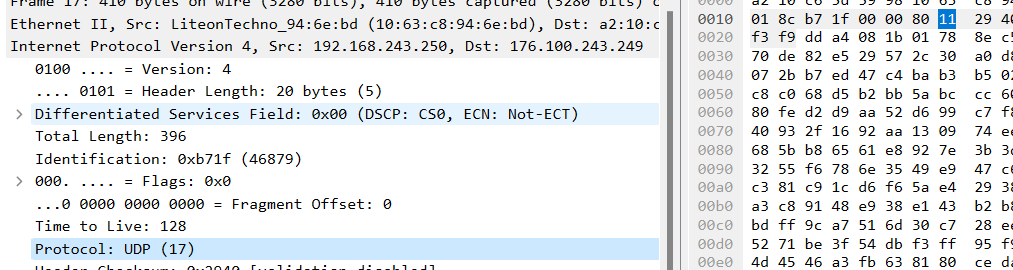 Frame 17: 410 bytes on wire (3280 bits), 410 bytes captured (3280 bits)
Ethernet II, Src: LiteonTechno_94:6e:bd (10:63:c8:94:6e:bd), Dst: a2:10:c
Internet Protocol Version 4, Src: 192.168.243.250, Dst: 176.100.243.249
0100 .... = Version: 4
.... 0101 = Header Length: 20 bytes (5)
> Differentiated Services Field: 0x00 (DSCP: CS0, ECN: Not-ECT)
Total Length: 396
Identification: 0xb71f (46879)
> 000. .... = Flags: 0x0
...0 0000 0000 0000 = Fragment Offset: 0
Time to Live: 128
Protocol: UDP (17)
Header Checksum: 0x2940 [validation disabled]
0000 a2 10 c6 5d 59 98 10 63 c8 94
0010 01 8c b7 1f 00 00 80 11 29 40
0020 f3 f9 dd a4 08 1b 01 78 8e c5
0030 70 de 82 e5 29 57 2c 30 a0 d8
0040 07 2b b7 ed 47 c4 ba b3 b5 02
0050 c8 c0 68 d5 b2 bb 5a bc cc 60
0060 80 fe d2 d9 aa 52 d6 99 c7 f8
0070 40 93 2f 16 92 aa 13 09 74 ee
0080 68 5b b8 65 61 e8 92 7e 3b 3c
0090 32 55 f6 78 6e 35 49 e9 47 c6
00a0 c3 81 c9 1c d6 f6 5a e4 29 38
00b0 a3 c8 91 48 e9 38 e1 43 b2 b8
00c0 bd ff 9c a7 51 6d 30 c7 28 ee
00d0 52 71 be 3f 54 db f3 ff 95 f9
00e0 4d 45 46 a3 fb 63 81 80 ce da